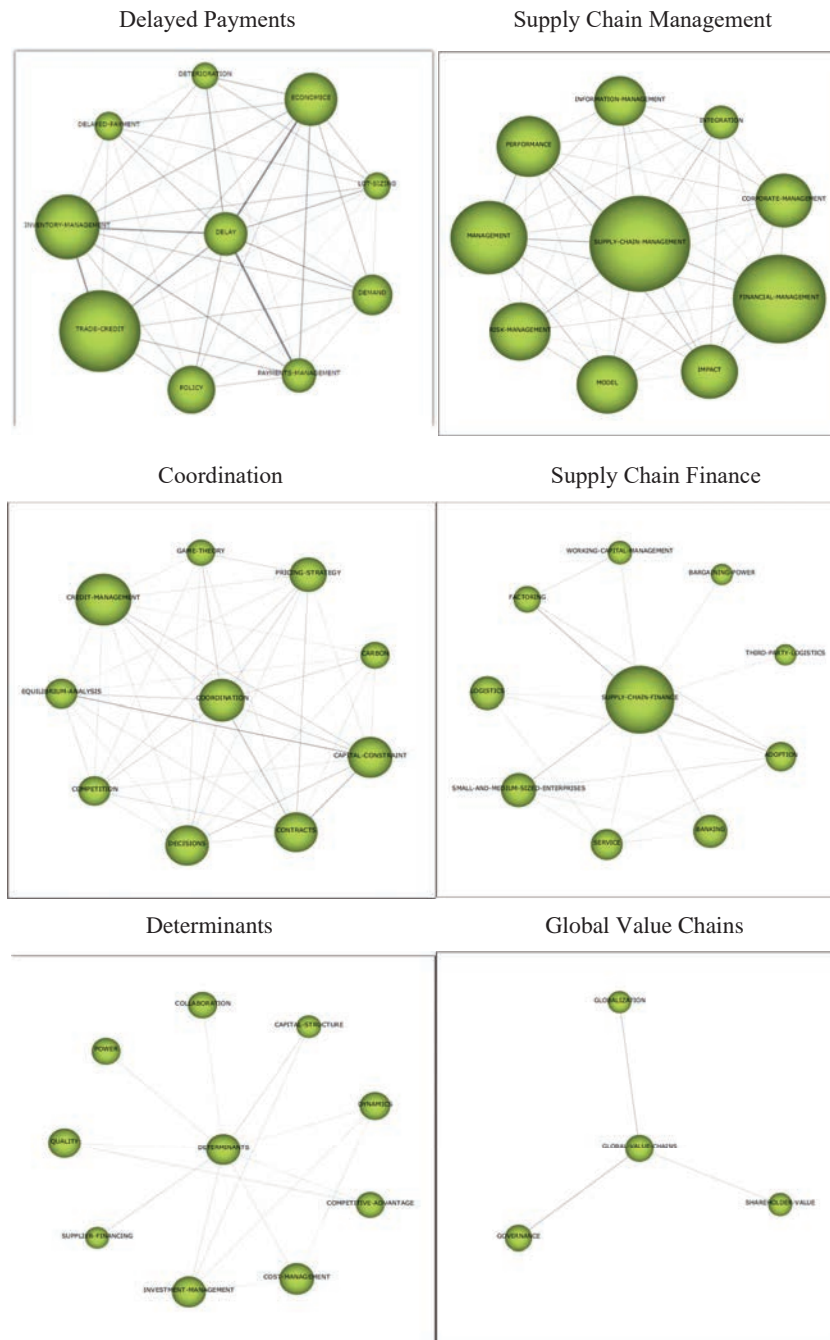 Delayed Payments
DETERIORATION
ECONOMICS
DELAYED-PAYMENT
LOT-SIZING
INVENTORY-MANAGEMENT
DELAY
DEMAND
TRADE-CREDIT
PAYMENTS-MANAGEMENT
POLICY
Supply Chain Management
INFORMATION-MANAGEMENT
INTEGRATION
PERFORMANCE
CORPORATE-MANAGEMENT
MANAGEMENT
SUPPLY-CHAIN-MANAGEMENT
FINANCIAL-MANAGEMENT
RISK-MANAGEMENT
IMPACT
MODEL
Coordination
GAME-THEORY
PRICING-STRATEGY
CREDIT-MANAGEMENT
CARBON
EQUILIBRIUM-ANALYSIS
COORDINATION
CAPITAL-CONSTRAINT
COMPETITION
CONTRACTS
DECISIONS
Supply Chain Finance
WORKING-CAPITAL-MANAGEMENT
BARGAINING-POWER
FACTORING
THIRD-PARTY-LOGISTICS
LOGISTICS
SUPPLY-CHAIN-FINANCE
ADOPTION
SMALL-AND-MEDIUM-SIZED-ENTERPRISES
BANKING
SERVICE
Determinants
COLLABORATION
CAPITAL-STRUCTURE
POWER
DYNAMICS
QUALITY
DETERMINANTS
COMPETITIVE-ADVANTAGE
SUPPLIER-FINANCING
COST-MANAGEMENT
INVESTMENT-MANAGEMENT
Global Value Chains
GLOBALIZATION
GLOBAL-VALUE-CHAINS
SHAREHOLDER-VALUE
GOVERNANCE